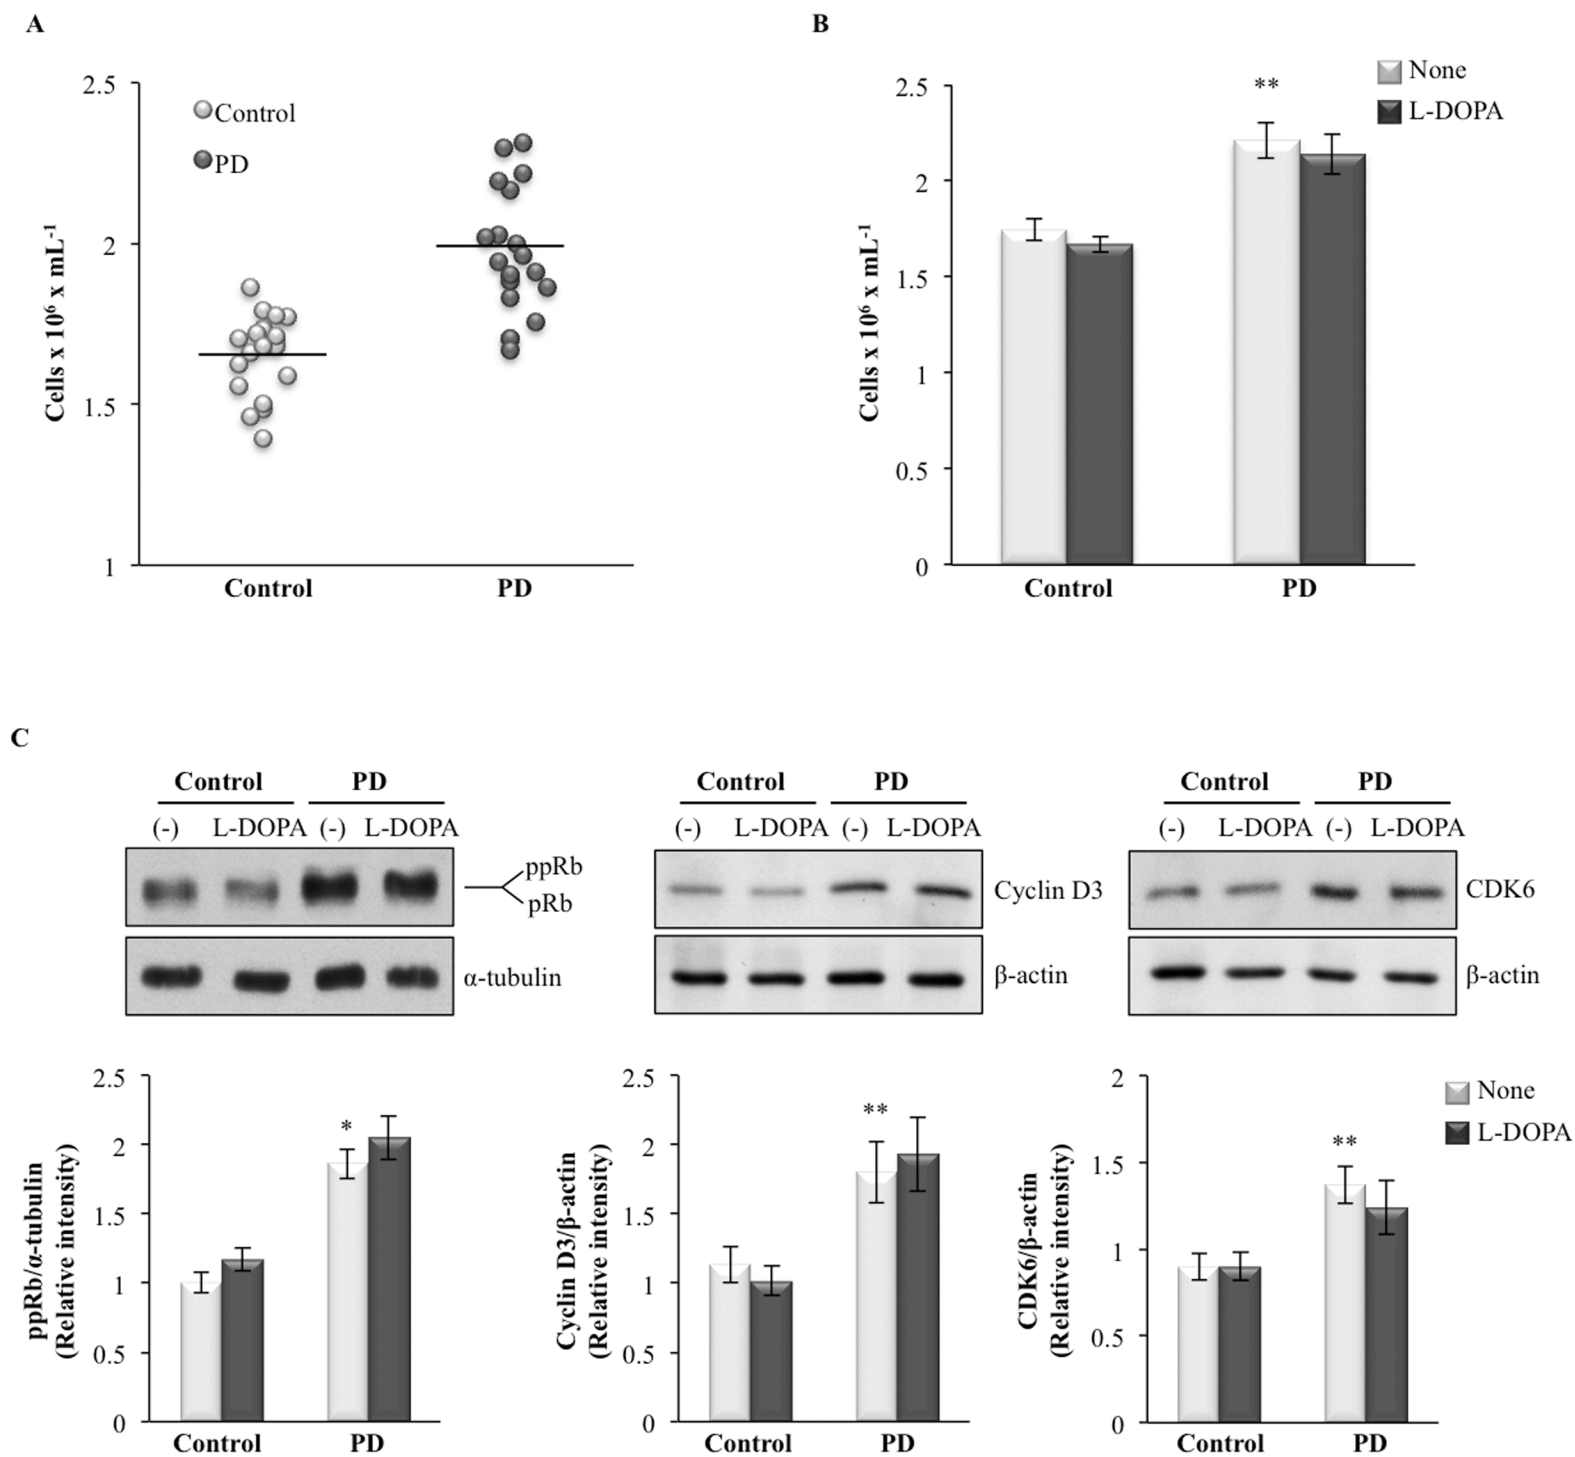 A
2.5
2
1.5
1
Cells x 10⁶ x mL⁻¹
Control
PD
Control
PD
B
2.5
2
1.5
1
0.5
0
Cells x 10⁶ x mL⁻¹
**
None
L-DOPA
Control
PD
C
Control PD
(-) L-DOPA (-) L-DOPA
ppRb
pRb
α-tubulin
Control PD
(-) L-DOPA (-) L-DOPA
Cyclin D3
β-actin
Control PD
(-) L-DOPA (-) L-DOPA
CDK6
β-actin
ppRb/α-tubulin
(Relative intensity)
2.5
2
1.5
1
0.5
0
*
Control
PD
Cyclin D3/β-actin
(Relative intensity)
2.5
2
1.5
1
0.5
0
**
Control
PD
CDK6/β-actin
(Relative intensity)
2
1.5
1
0.5
0
**
Control
PD
None
L-DOPA